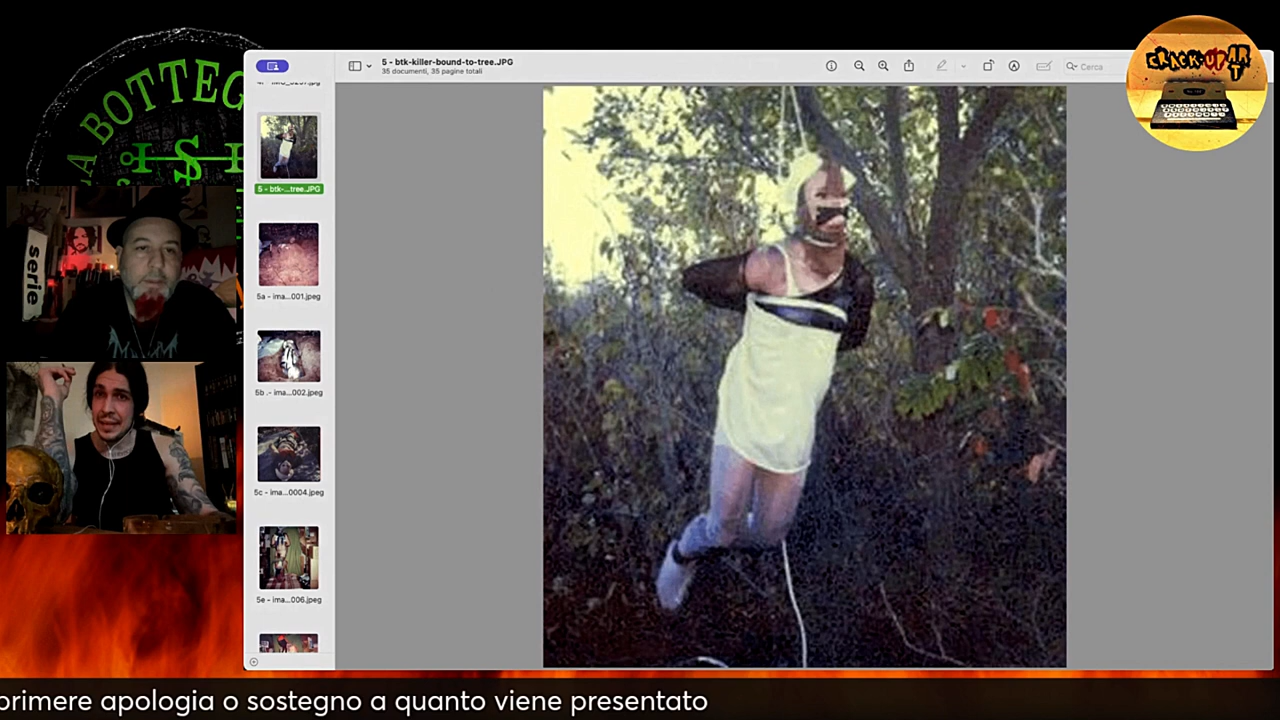 A BOTTEG
5 - btk-killer-bound-to-tree.JPG
35 documenti, 35 pagine totali
Cerca
CRACK-UP ART
5 - btk-...tree.JPG
serie
5a - ima...001.jpeg
5b .- ima...002.jpeg
5c - ima...0004.jpeg
5e - ima...006.jpeg
primere apologia o sostegno a quanto viene presentato